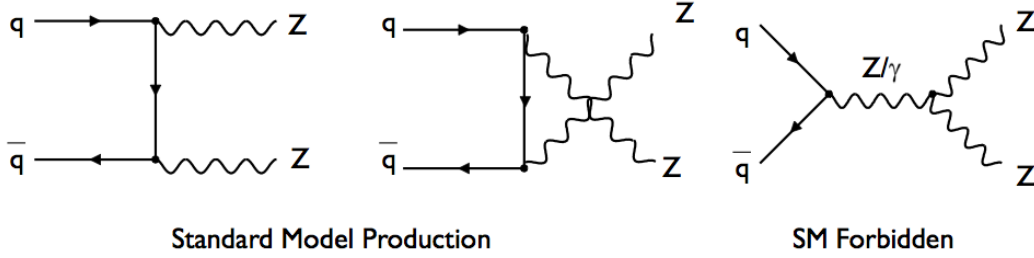 q Z q Z q Z/γ Z
q̄ Z q̄ Z q̄ Z
Standard Model Production SM Forbidden